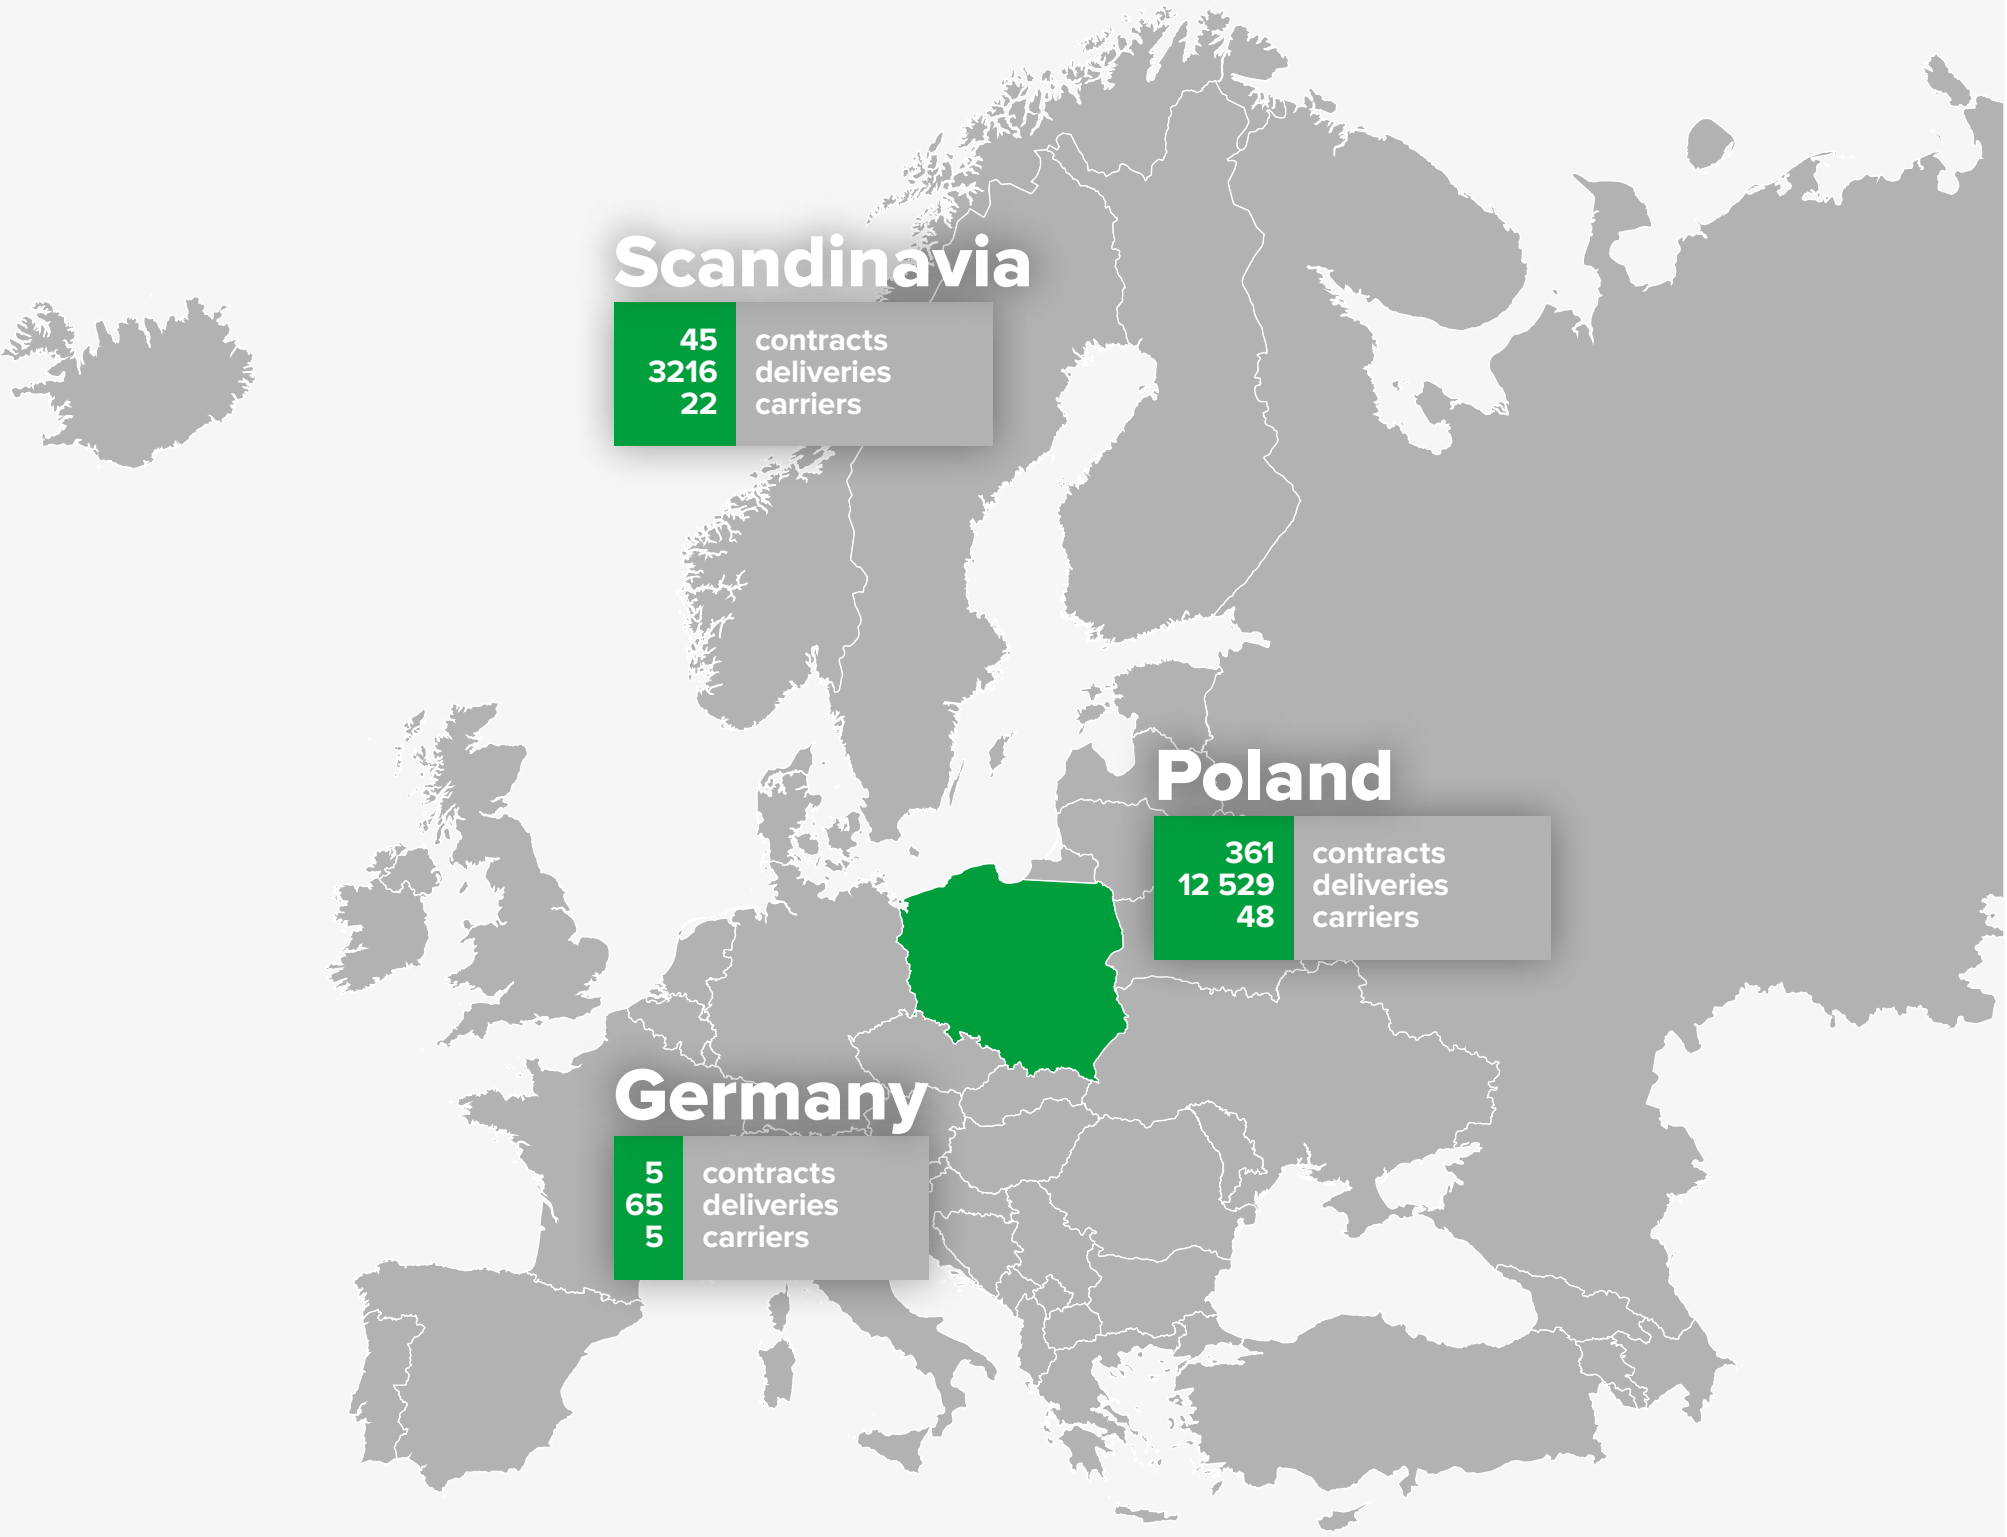 Scandinavia
45 contracts
3216 deliveries
22 carriers
Poland
361 contracts
12 529 deliveries
48 carriers
Germany
5 contracts
65 deliveries
5 carriers